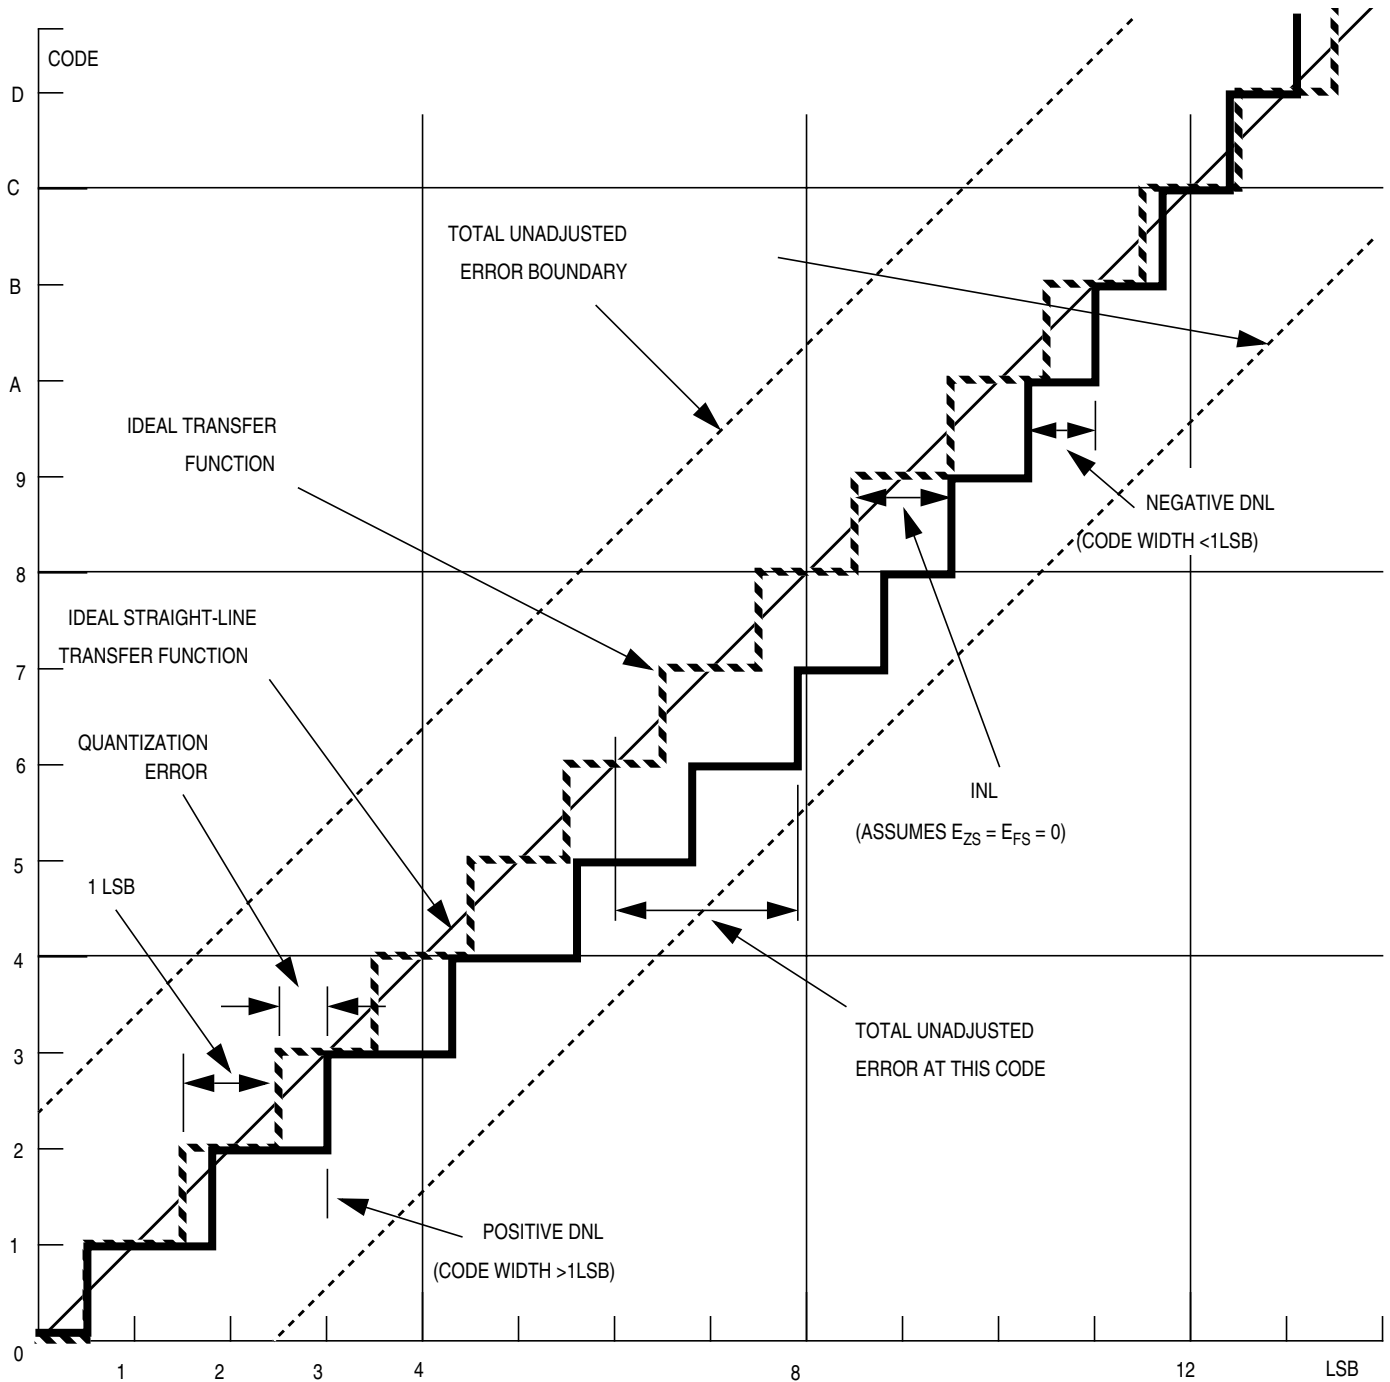 CODE
D
C
TOTAL UNADJUSTED
ERROR BOUNDARY
B
A
IDEAL TRANSFER
FUNCTION
9
NEGATIVE DNL
(CODE WIDTH <1LSB)
8
IDEAL STRAIGHT-LINE
TRANSFER FUNCTION
7
QUANTIZATION
ERROR
6
INL
(ASSUMES EZS = EFS = 0)
5
1 LSB
4
TOTAL UNADJUSTED
ERROR AT THIS CODE
3
2
POSITIVE DNL
(CODE WIDTH >1LSB)
1
0
1 2 3 4 8 12 LSB